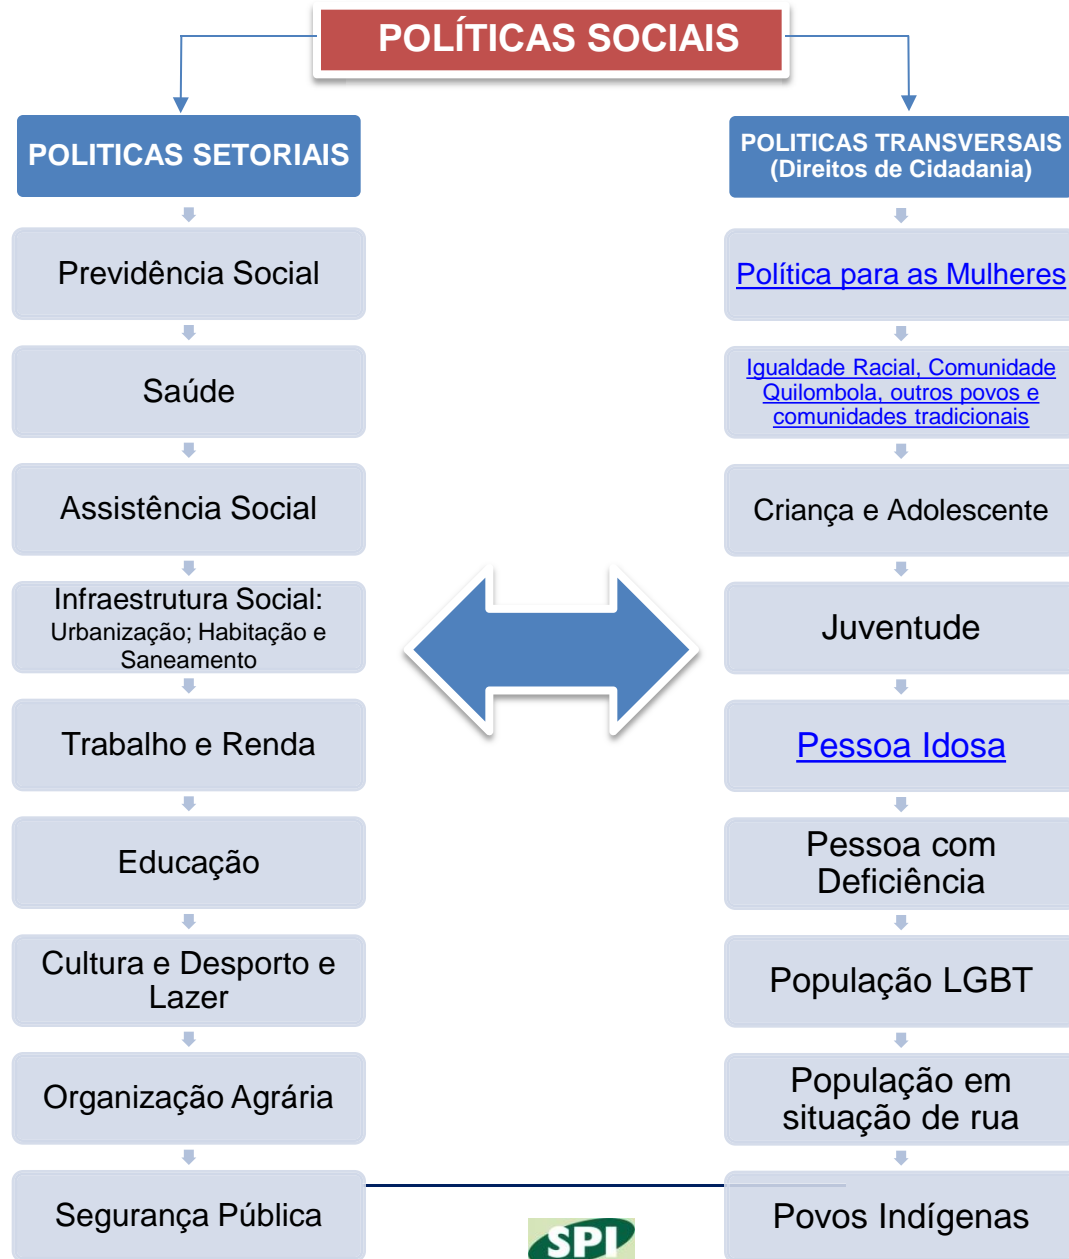 POLÍTICAS SOCIAIS
POLITICAS SETORIAIS
Previdência Social
Saúde
Assistência Social
Infraestrutura Social:
Urbanização; Habitação e
Saneamento
Trabalho e Renda
Educação
Cultura e Desporto e
Lazer
Organização Agrária
Segurança Pública
POLITICAS TRANSVERSAIS
(Direitos de Cidadania)
Política para as Mulheres
Igualdade Racial, Comunidade
Quilombola, outros povos e
comunidades tradicionais
Criança e Adolescente
Juventude
Pessoa Idosa
Pessoa com
Deficiência
População LGBT
População em
situação de rua
Povos Indígenas
SPI